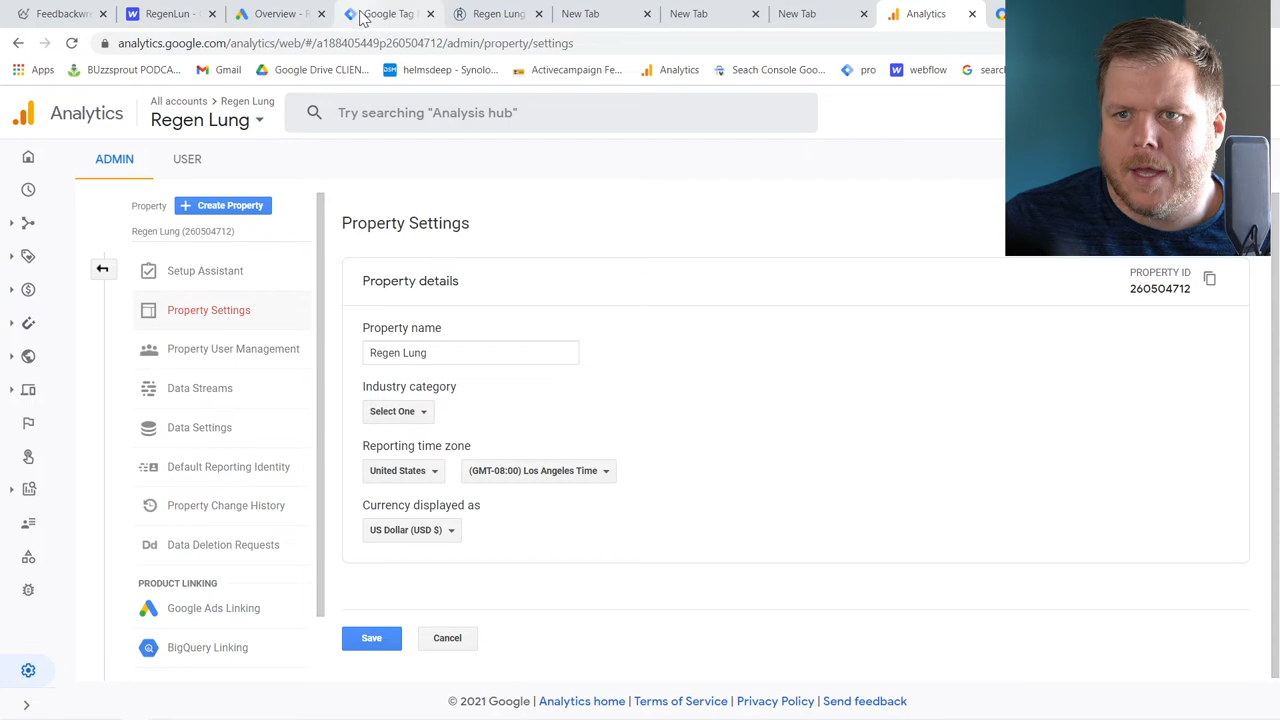 Feedbackwr
RegenLun -
Overview - R
Google Tag
Regen Lung
New Tab
New Tab
New Tab
Analytics
analytics.google.com/analytics/web/#/a188405449p260504712/admin/property/settings
Apps
BUzzsprout PODCA...
Gmail
Google Drive CLIEN...
helmsdeep - Synolo...
Activecampaign Fe...
Analytics
Seach Console Goo...
pro
webflow
searc
Analytics
All accounts > Regen Lung
Regen Lung
Try searching "Analysis hub"
ADMIN
USER
Property
+ Create Property
Regen Lung (260504712)
Setup Assistant
Property Settings
Property User Management
Data Streams
Data Settings
Default Reporting Identity
Property Change History
Dd Data Deletion Requests
PRODUCT LINKING
Google Ads Linking
BigQuery Linking
Property Settings
Property details
PROPERTY ID
260504712
Property name
Regen Lung
Industry category
Select One
Reporting time zone
United States
(GMT-08:00) Los Angeles Time
Currency displayed as
US Dollar (USD $)
Save
Cancel
© 2021 Google | Analytics home | Terms of Service | Privacy Policy | Send feedback